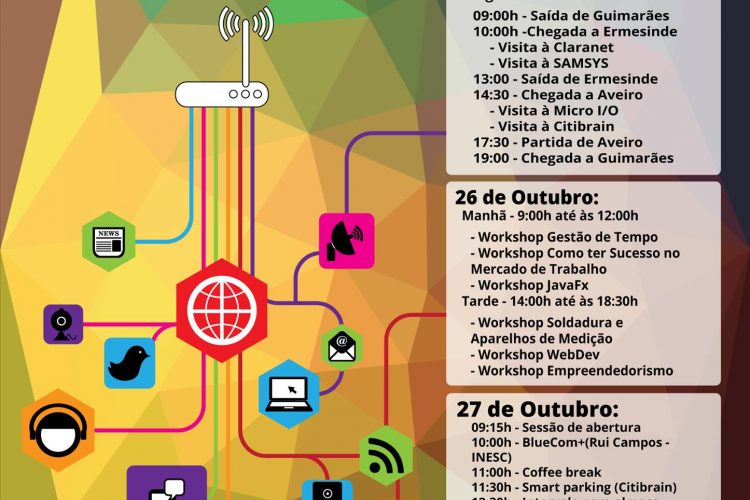 09:00h - Saída de Guimarães
10:00h -Chegada a Ermesinde
- Visita à Claranet
- Visita à SAMSYS
13:00 - Saída de Ermesinde
14:30 - Chegada a Aveiro
- Visita à Micro I/O
- Visita à Citibrain
17:30 - Partida de Aveiro
19:00 - Chegada a Guimarães
26 de Outubro:
Manhã - 9:00h até às 12:00h
- Workshop Gestão de Tempo
- Workshop Como ter Sucesso no
Mercado de Trabalho
- Workshop JavaFx
Tarde - 14:00h até às 18:30h
- Workshop Soldadura e
Aparelhos de Medição
- Workshop WebDev
- Workshop Empreendedorismo
27 de Outubro:
09:15h - Sessão de abertura
10:00h - BlueCom+(Rui Campos -
INESC)
11:00h - Coffee break
11:30h - Smart parking (Citibrain)
NEWS
@